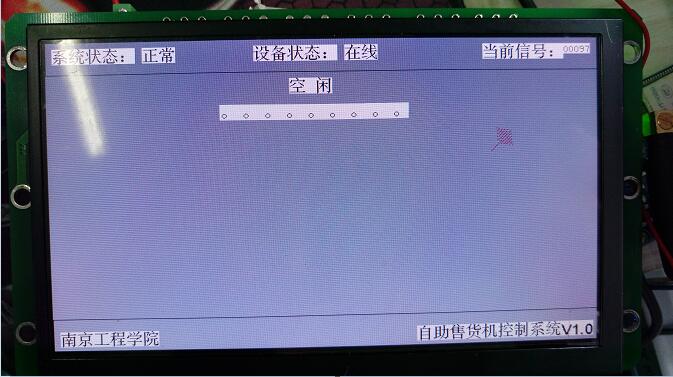 系统状态： 正常 设备状态： 在线 当前信号： 00097
空 闲
。 。 。 。 。 。 。 。 。
南京工程学院 自助售货机控制系统V1.0